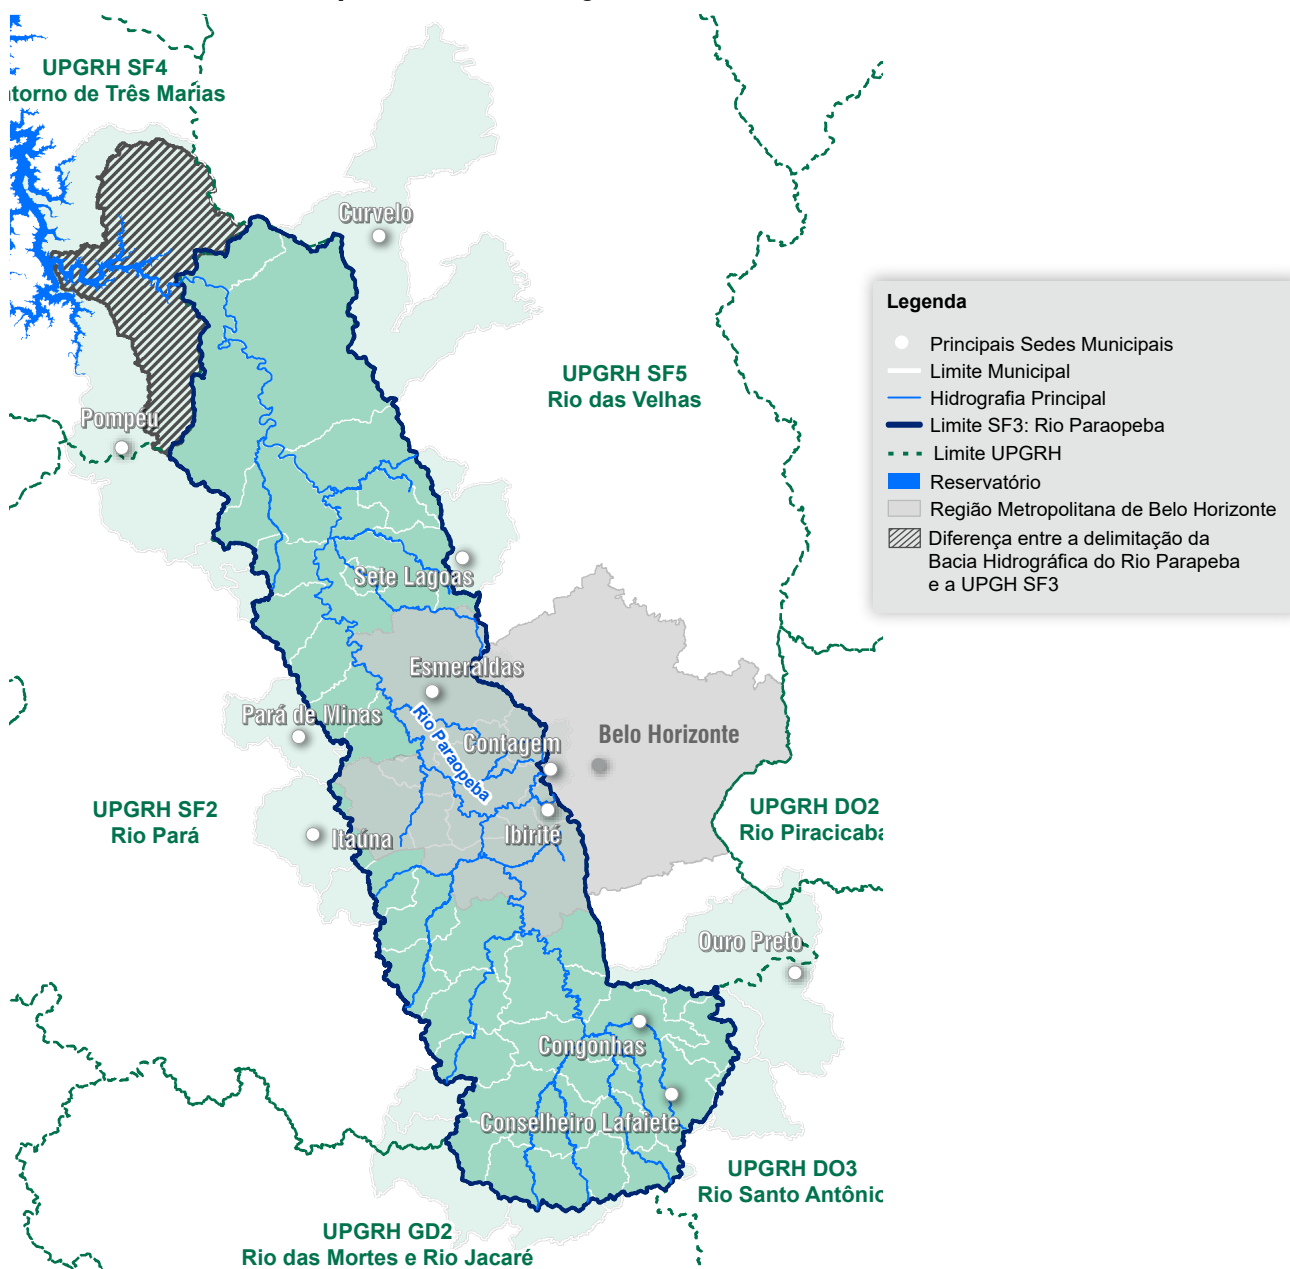 UPGRH SF4
ntorno de Três Marias
Curvelo
Pompeu
UPGRH SF5
Rio das Velhas
Sete Lagoas
Esmeraldas
Pará de Minas
Rio Paraopeba
Contagem
Belo Horizonte
UPGRH SF2
Rio Pará
Itaúna
Ibirité
UPGRH DO2
Rio Piracicaba
Ouro Preto
Congonhas
Conselheiro Lafaiete
UPGRH DO3
Rio Santo Antônio
UPGRH GD2
Rio das Mortes e Rio Jacaré
Legenda
Principais Sedes Municipais
Limite Municipal
Hidrografia Principal
Limite SF3: Rio Paraopeba
Limite UPGRH
Reservatório
Região Metropolitana de Belo Horizonte
Diferença entre a delimitação da
Bacia Hidrográfica do Rio Parapeba
e a UPGH SF3